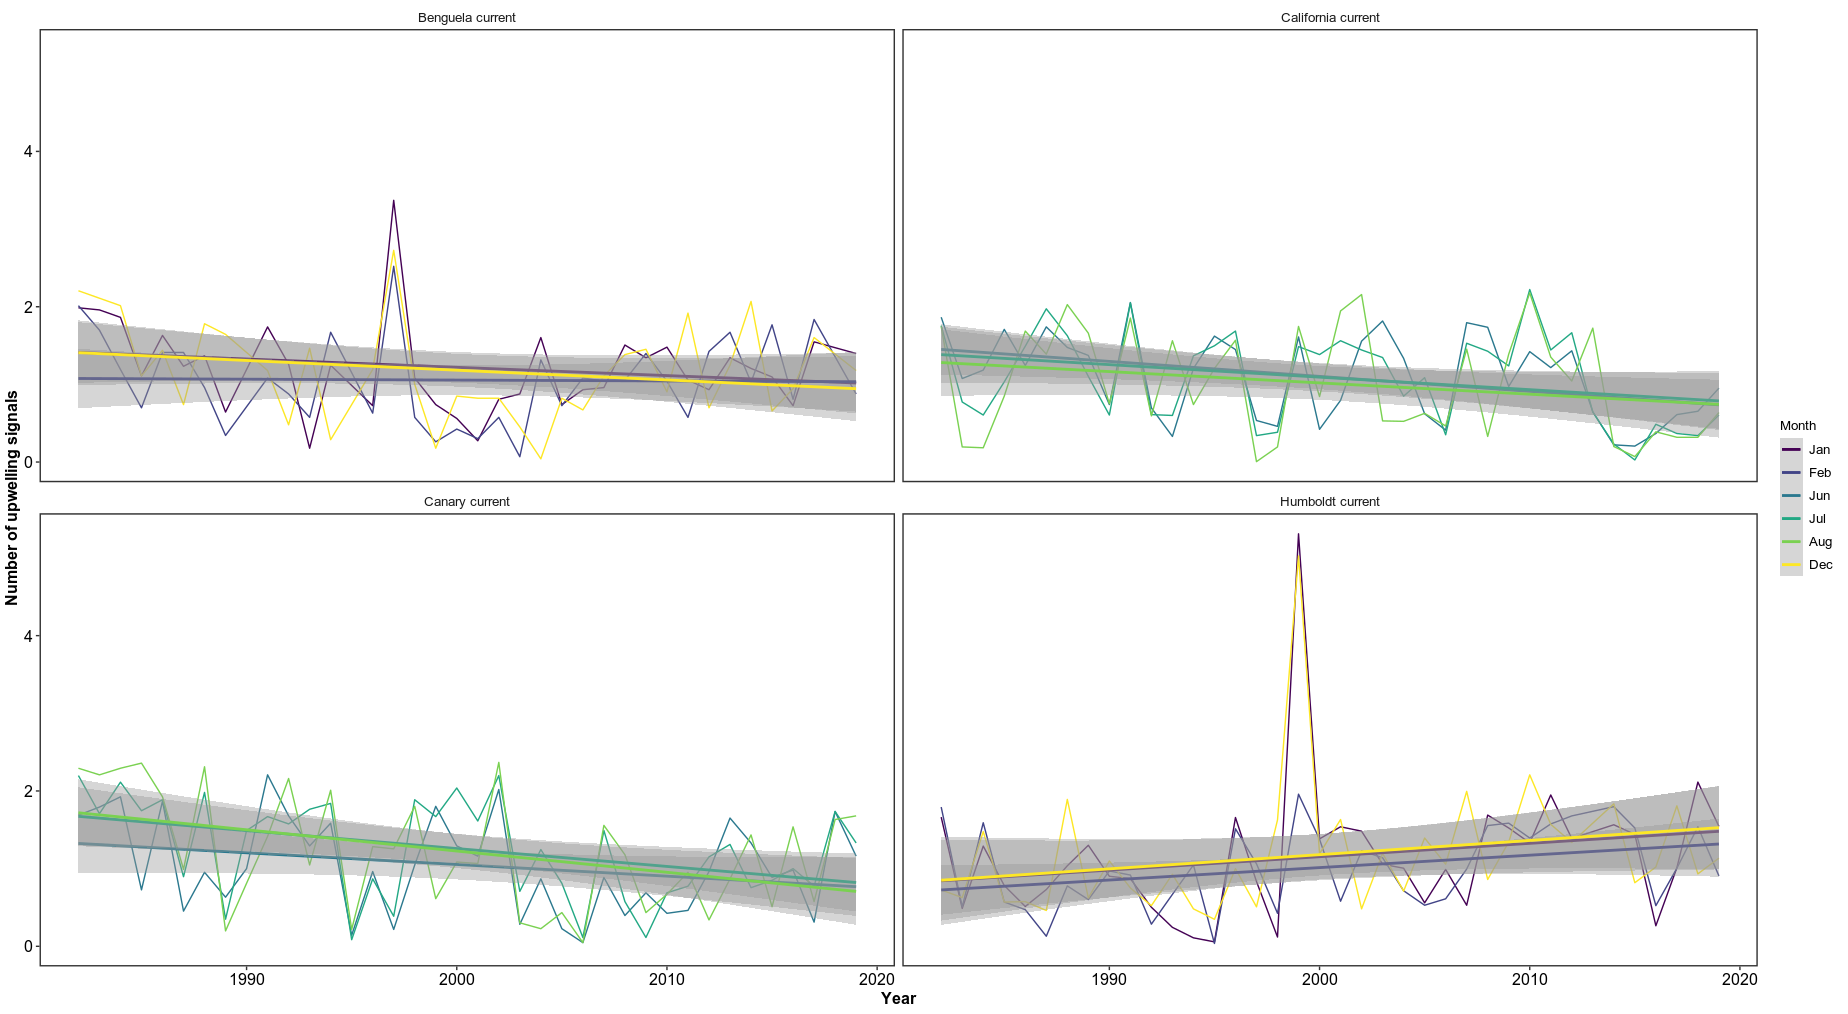 Benguela current
California current
4
2
0
Canary current
Humboldt current
4
2
0
1990
2000
2010
2020
1990
2000
2010
2020
Year
Number of upwelling signals
Month
Jan
Feb
Jun
Jul
Aug
Dec